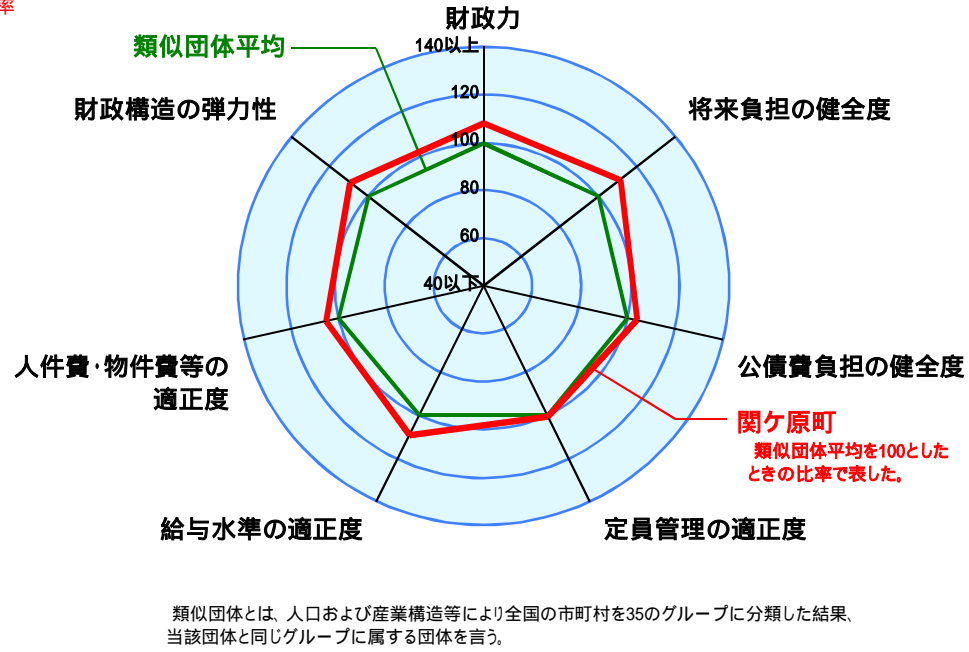 率
財政力
類似団体平均
140以上
120
100
80
60
40以下
財政構造の弾力性
将来負担の健全度
人件費・物件費等の
適正度
公債費負担の健全度
関ケ原町
類似団体平均を100とした
ときの比率で表した。
給与水準の適正度
定員管理の適正度
類似団体とは、人口および産業構造等により全国の市町村を35のグループに分類した結果、
当該団体と同じグループに属する団体を言う。